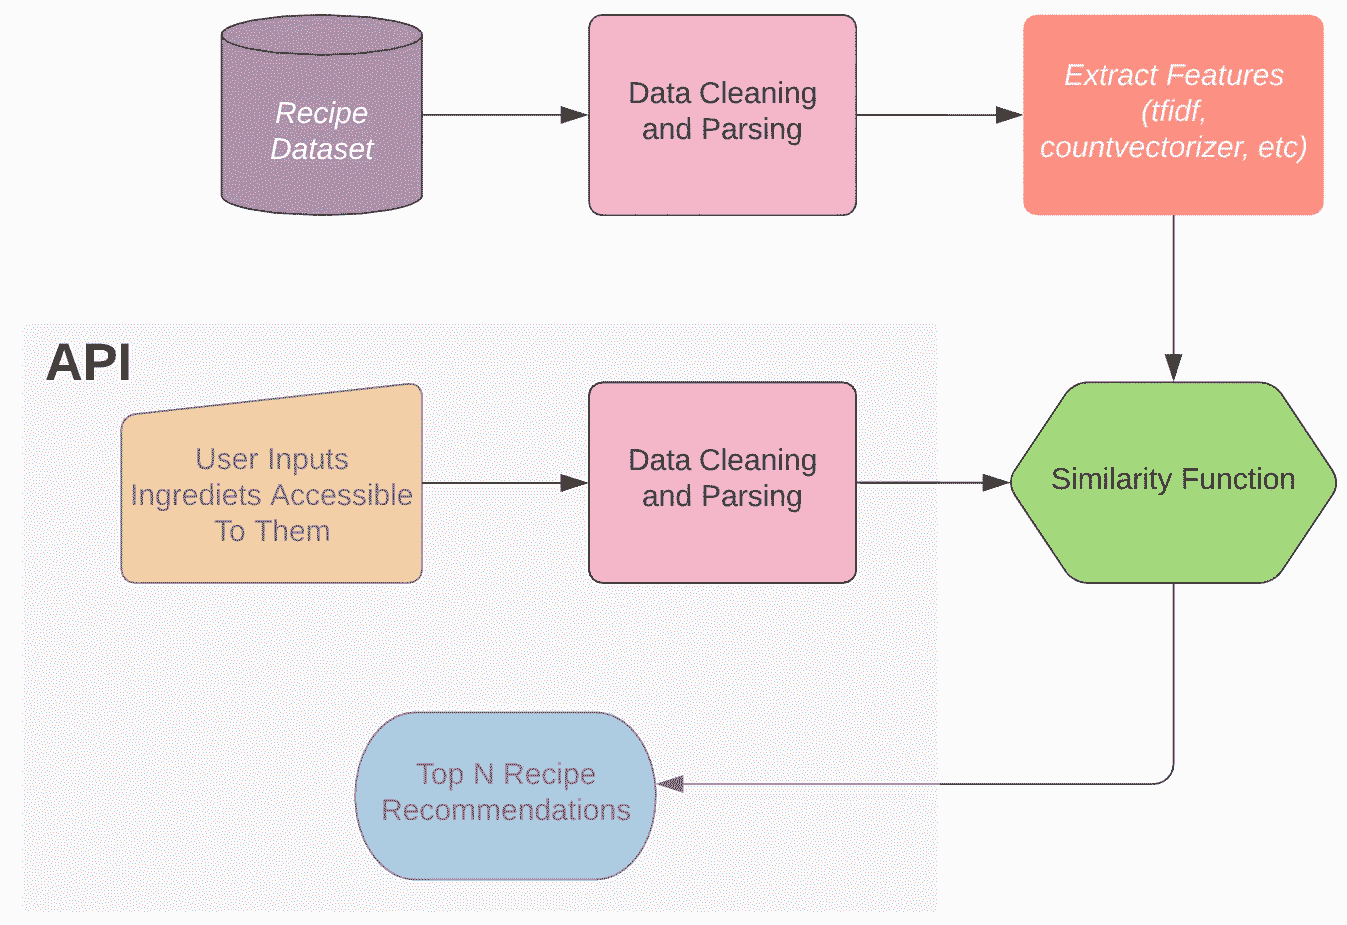 Recipe
Dataset
Data Cleaning
and Parsing
Extract Features
(tfidf,
countvectorizer, etc)
API
User Inputs
Ingrediets Accessible
To Them
Data Cleaning
and Parsing
Similarity Function
Top N Recipe
Recommendations